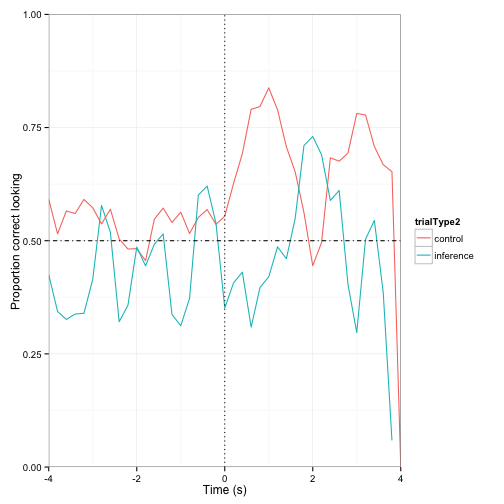 1.00
0.75
0.50
0.25
0.00
Proportion correct looking
-4
-2
0
2
4
Time (s)
trialType2
control
inference